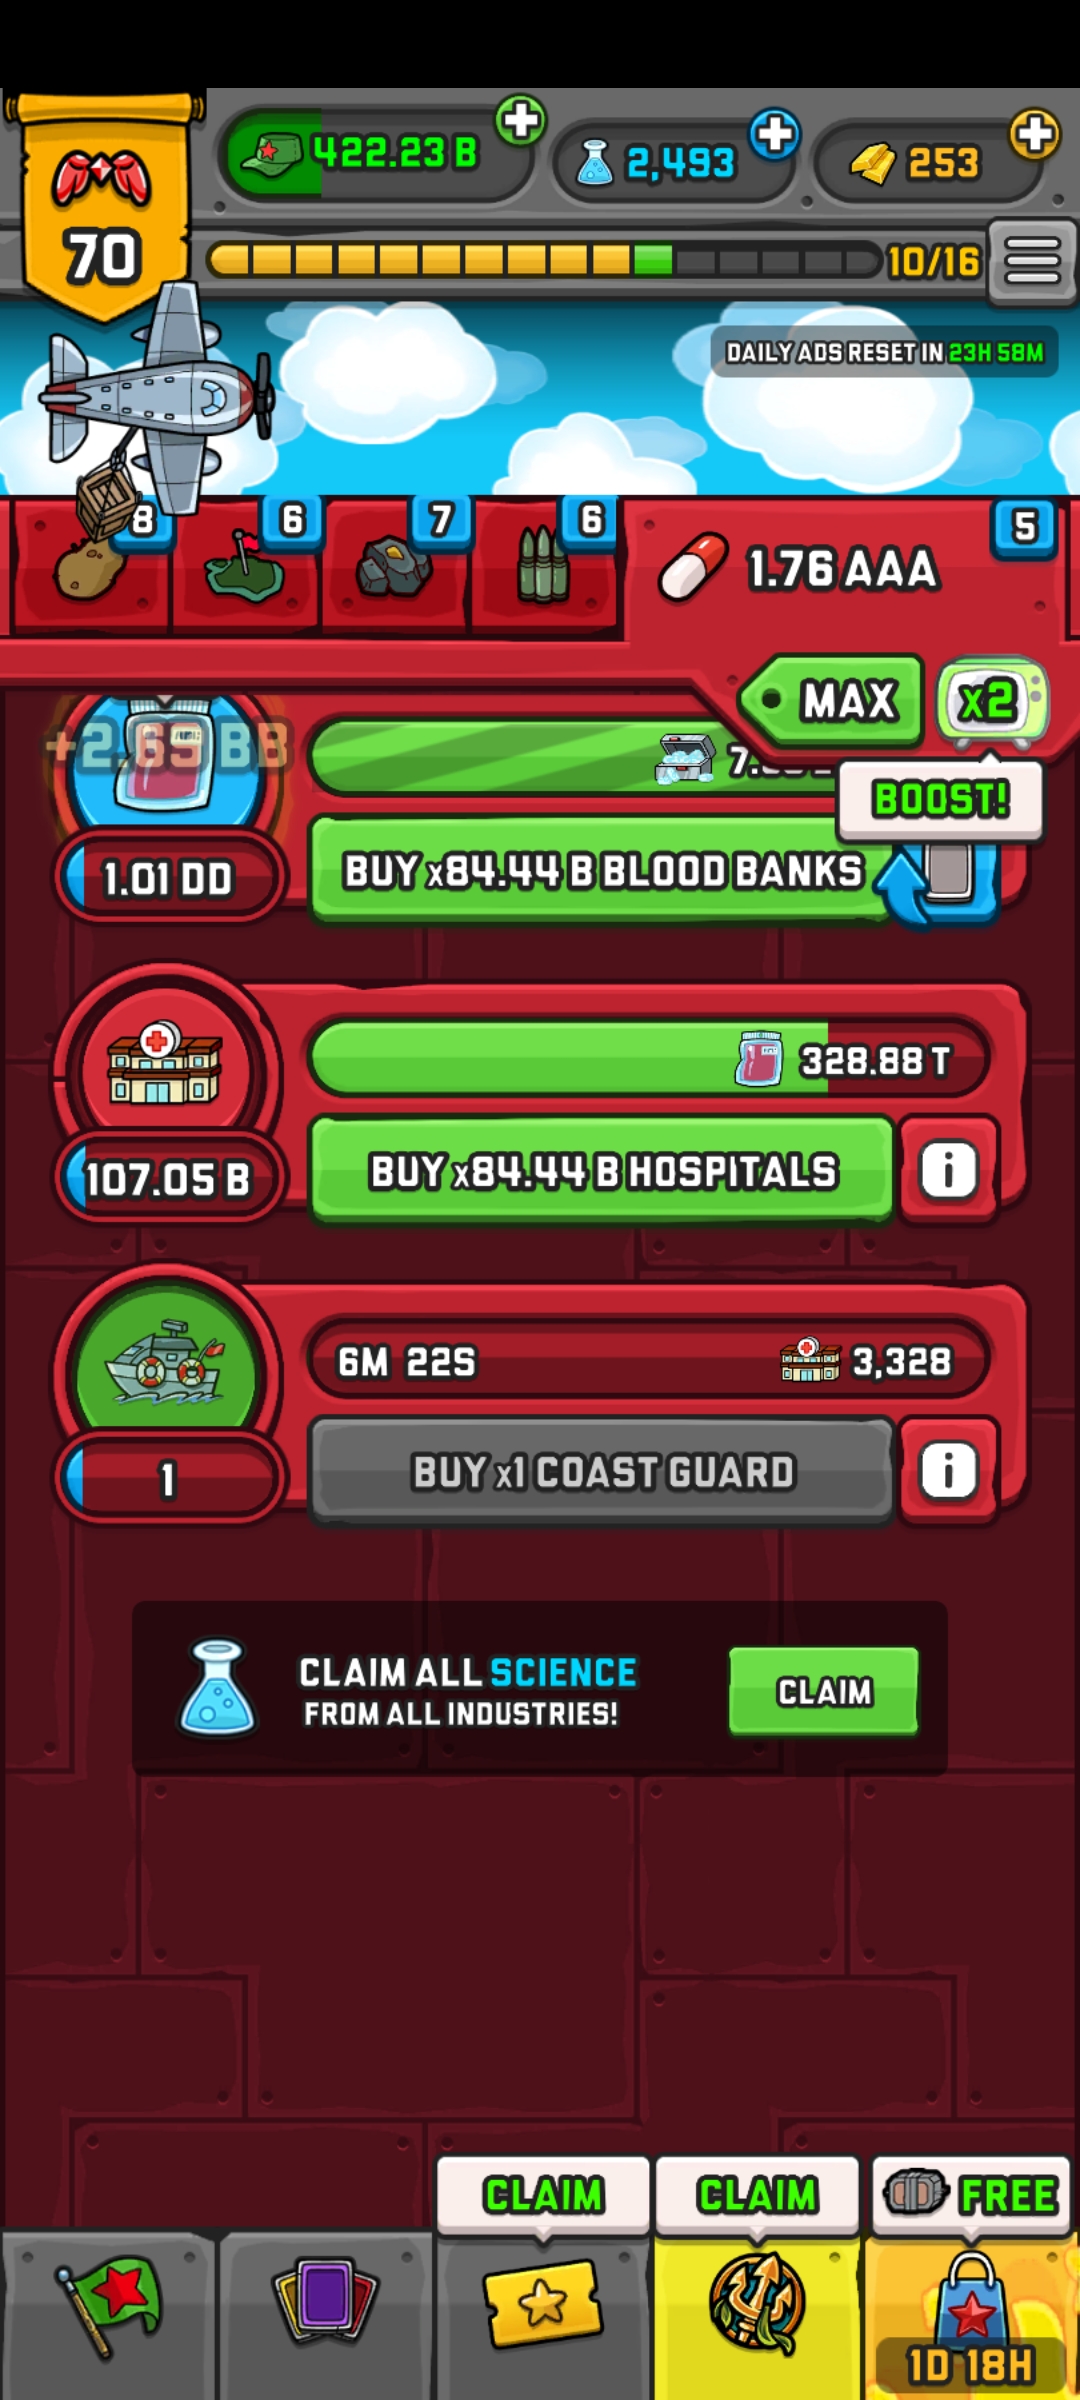 70
422.23 B
2,493
253
10/16
DAILY ADS RESET IN 23H 58M
8
6
7
6
5
1.76 AAA
MAX
x2
BOOST!
+2.65 BB
1.01 DD
BUY x84.44 B BLOOD BANKS
328.88 T
107.05 B
BUY x84.44 B HOSPITALS
i
6M 22S
3,328
1
BUY x1 COAST GUARD
i
CLAIM ALL SCIENCE
FROM ALL INDUSTRIES!
CLAIM
CLAIM
CLAIM
FREE
1D 18H